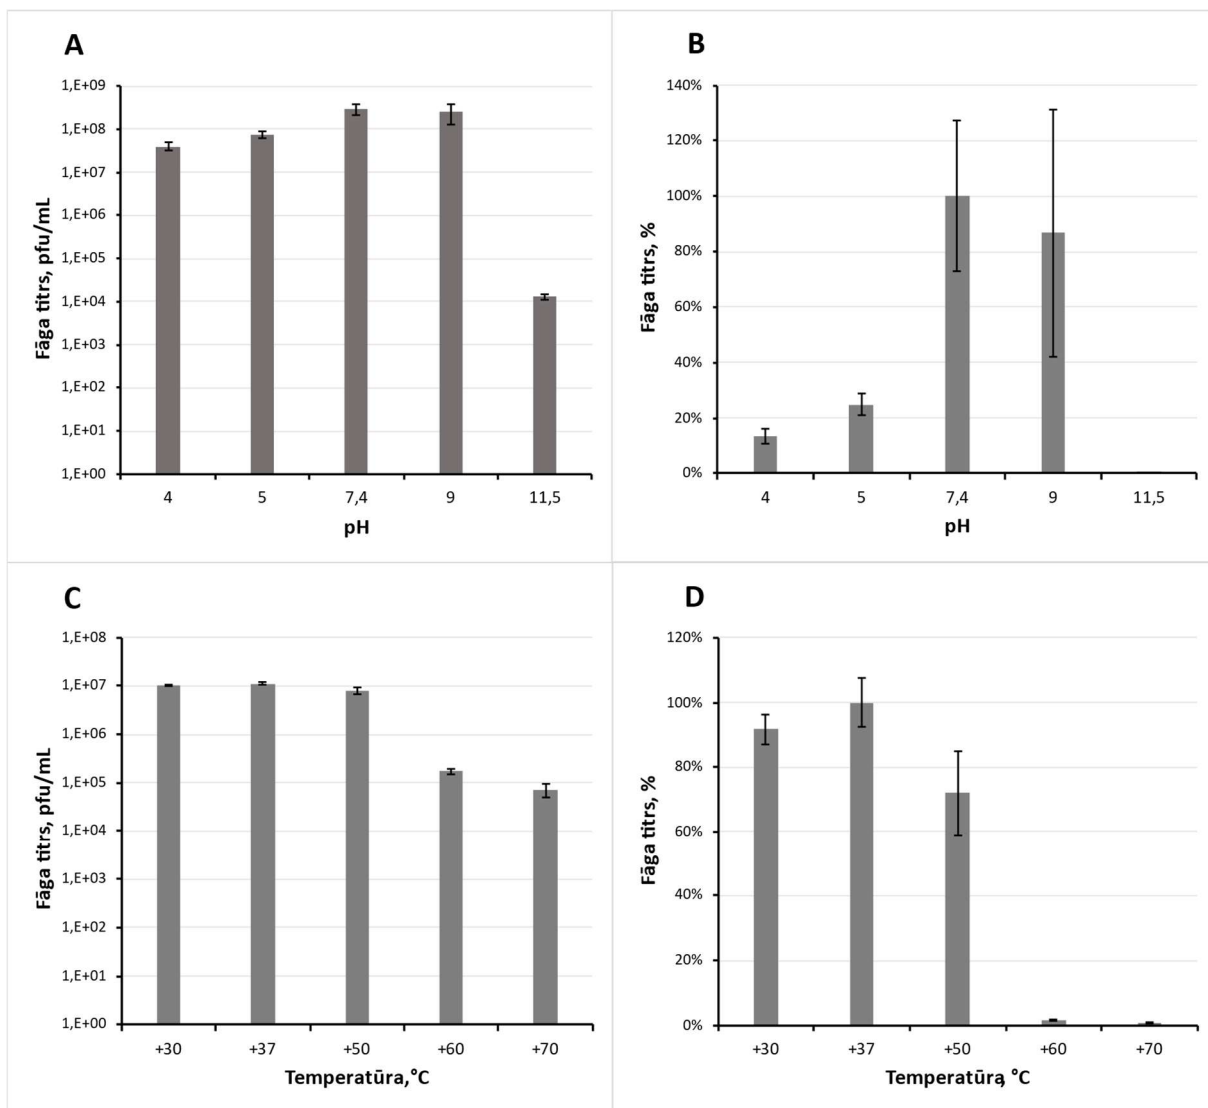 A
Fāga titrs, pfu/mL
1,E+09
1,E+08
1,E+07
1,E+06
1,E+05
1,E+04
1,E+03
1,E+02
1,E+01
1,E+00
4 5 7,4 9 11,5
pH
B
Fāga titrs, %
140%
120%
100%
80%
60%
40%
20%
0%
4 5 7,4 9 11,5
pH
C
Fāga titrs, pfu/mL
1,E+08
1,E+07
1,E+06
1,E+05
1,E+04
1,E+03
1,E+02
1,E+01
1,E+00
+30 +37 +50 +60 +70
Temperatūra,°C
D
Fāga titrs, %
120%
100%
80%
60%
40%
20%
0%
+30 +37 +50 +60 +70
Temperatūra, °C